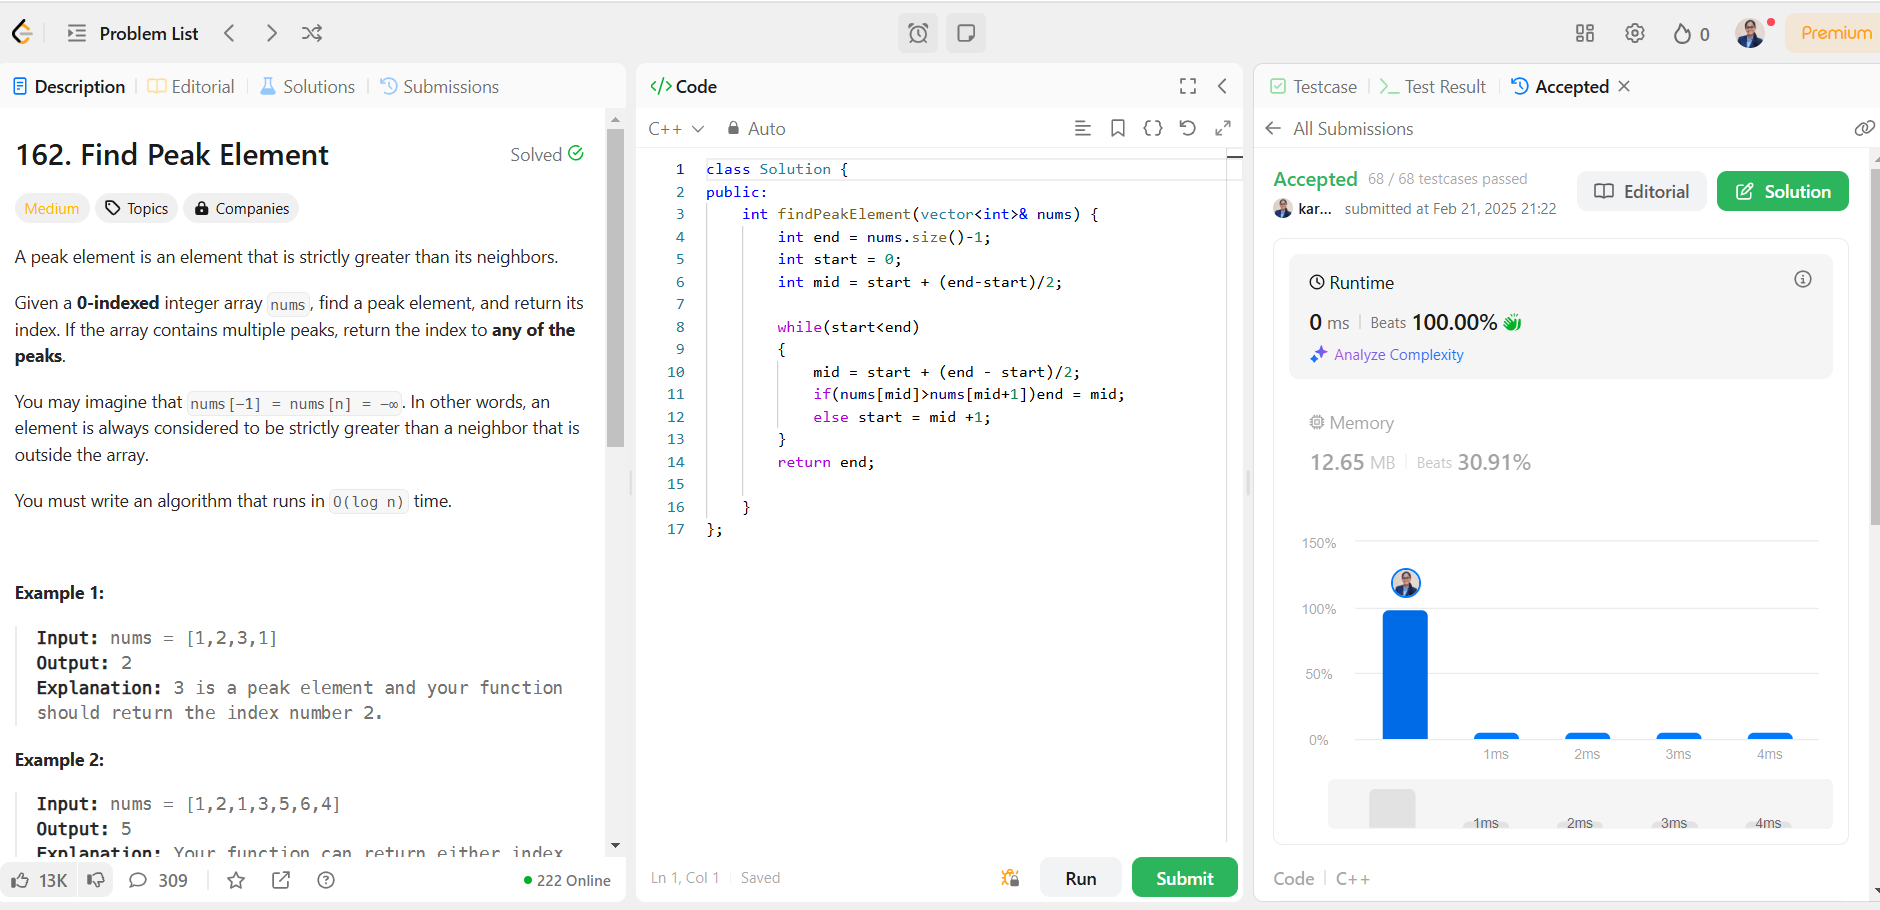 Problem List
0
Premium
Description
Editorial
Solutions
Submissions
162. Find Peak Element
Solved
Medium
Topics
Companies
A peak element is an element that is strictly greater than its neighbors.
Given a 0-indexed integer array nums, find a peak element, and return its
index. If the array contains multiple peaks, return the index to any of the
peaks.
You may imagine that nums[-1] = nums[n] = -∞. In other words, an
element is always considered to be strictly greater than a neighbor that is
outside the array.
You must write an algorithm that runs in O(log n) time.
Example 1:
Input: nums = [1,2,3,1]
Output: 2
Explanation: 3 is a peak element and your function
should return the index number 2.
Example 2:
Input: nums = [1,2,1,3,5,6,4]
Output: 5
Explanation: Your function can return either index
13K
309
222 Online
</> Code
C++
Auto
1 class Solution {
2 public:
3     int findPeakElement(vector<int>& nums) {
4         int end = nums.size()-1;
5         int start = 0;
6         int mid = start + (end-start)/2;
7
8         while(start<end)
9         {
10             mid = start + (end - start)/2;
11             if(nums[mid]>nums[mid+1])end = mid;
12             else start = mid +1;
13         }
14         return end;
15
16     }
17 };
Ln 1, Col 1
Saved
Run
Submit
Testcase
Test Result
Accepted
All Submissions
Accepted 68 / 68 testcases passed
kar... submitted at Feb 21, 2025 21:22
Editorial
Solution
Runtime
0 ms Beats 100.00%
Analyze Complexity
Memory
12.65 MB Beats 30.91%
150%
100%
50%
0%
1ms 2ms 3ms 4ms
1ms 2ms 3ms 4ms
Code C++